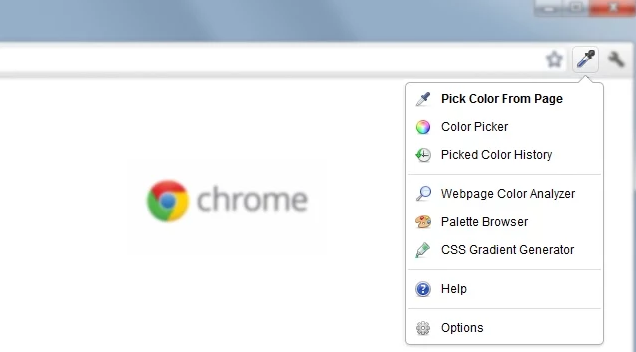 Pick Color From Page
Color Picker
Picked Color History
chrome
Webpage Color Analyzer
Palette Browser
CSS Gradient Generator
Help
Options